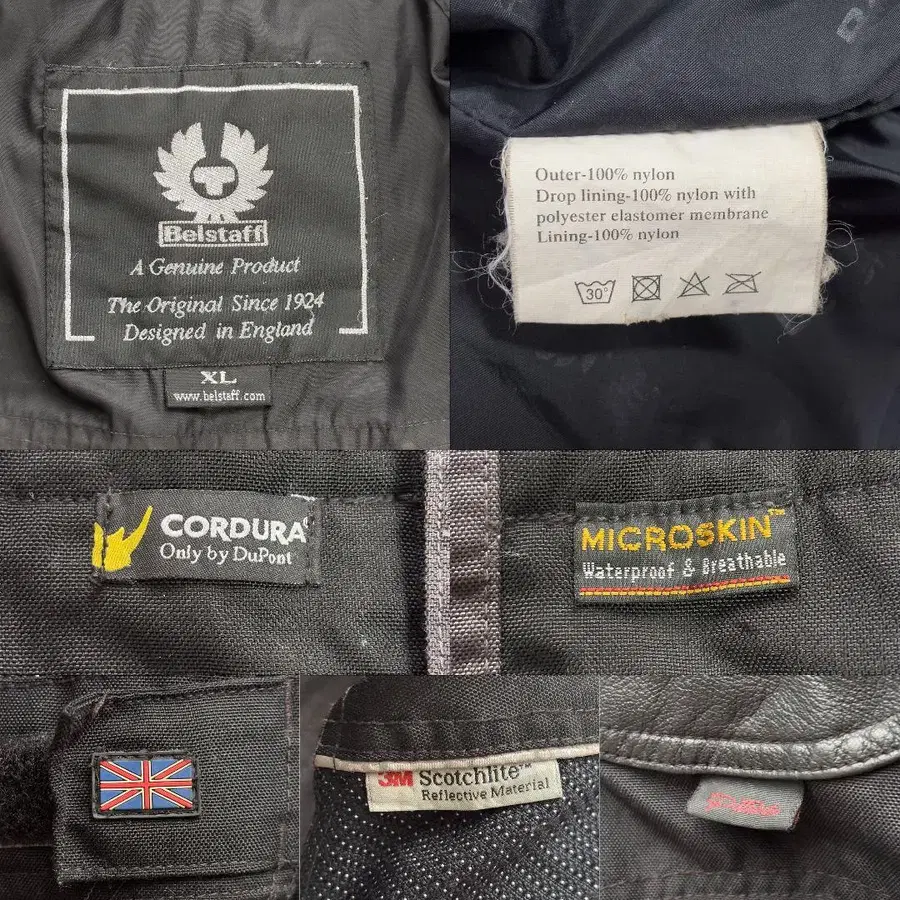 Belstaff
A Genuine Product
The Original Since 1924
Designed in England
XL
www.belstaff.com
Outer-100% nylon
Drop lining-100% nylon with
polyester elastomer membrane
Lining-100% nylon
30°
CORDURA®
Only by DuPont
MICROSKIN™
Waterproof & Breathable
3M Scotchlite™
Reflective Material